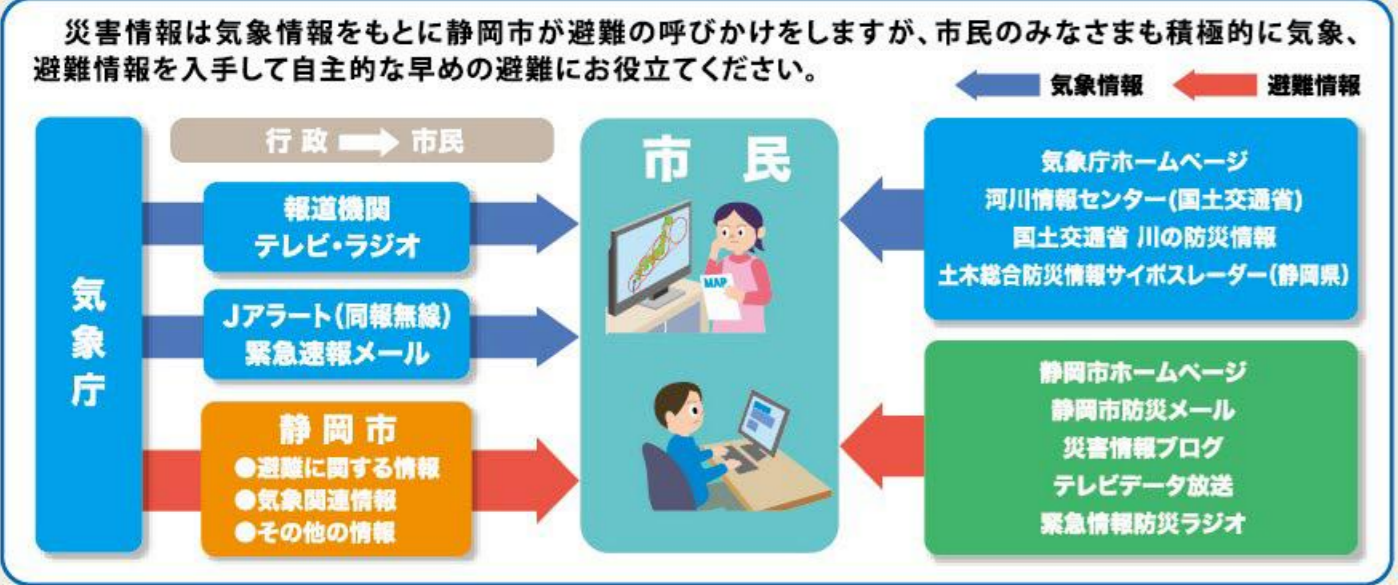 災害情報は気象情報をもとに静岡市が避難の呼びかけをしますが、市民のみなさまも積極的に気象、
避難情報を入手して自主的な早めの避難にお役立てください。
気象情報
避難情報
気象庁
行政 市民
報道機関
テレビ・ラジオ
Jアラート(同報無線)
緊急速報メール
静岡市
●避難に関する情報
●気象関連情報
●その他の情報
市民
MAP
気象庁ホームページ
河川情報センター(国土交通省)
国土交通省 川の防災情報
土木総合防災情報サイポスレーダー(静岡県)
静岡市ホームページ
静岡市防災メール
災害情報ブログ
テレビデータ放送
緊急情報防災ラジオ